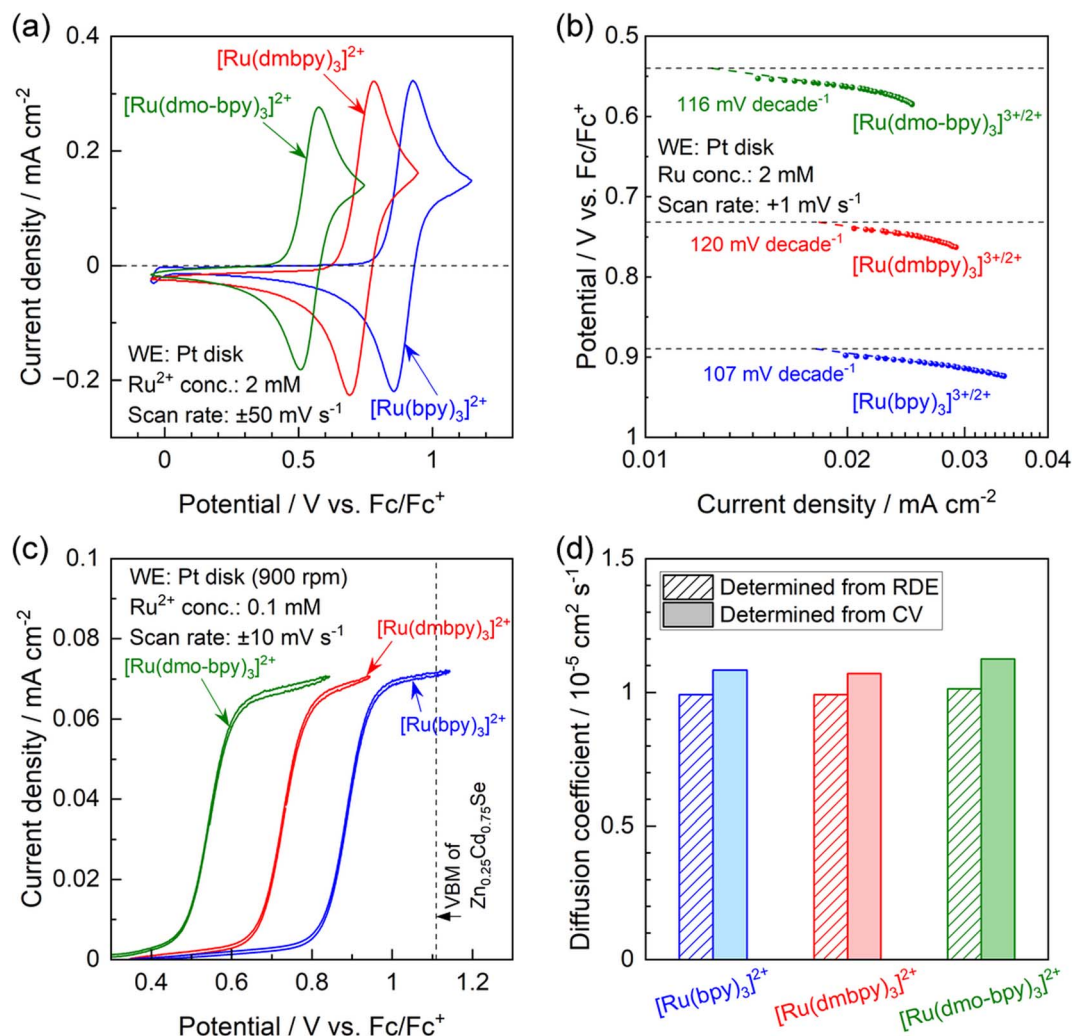 (a)
0.4
0.2
0
−0.2
Current density / mA cm⁻²
[Ru(dmbpy)₃]²⁺
[Ru(dmo-bpy)₃]²⁺
WE: Pt disk
Ru²⁺ conc.: 2 mM
Scan rate: ±50 mV s⁻¹
[Ru(bpy)₃]²⁺
0 0.5 1
Potential / V vs. Fc/Fc⁺
(b)
0.5
0.6
0.7
0.8
0.9
1
Potential / V vs. Fc/Fc⁺
116 mV decade⁻¹
[Ru(dmo-bpy)₃]³⁺/²⁺
WE: Pt disk
Ru conc.: 2 mM
Scan rate: +1 mV s⁻¹
120 mV decade⁻¹
[Ru(dmbpy)₃]³⁺/²⁺
107 mV decade⁻¹
[Ru(bpy)₃]³⁺/²⁺
0.01 0.02 0.03 0.04
Current density / mA cm⁻²
(c)
0.1
0.08
0.06
0.04
0.02
0
Current density / mA cm⁻²
WE: Pt disk (900 rpm)
Ru²⁺ conc.: 0.1 mM
Scan rate: ±10 mV s⁻¹
[Ru(dmbpy)₃]²⁺
[Ru(dmo-bpy)₃]²⁺
[Ru(bpy)₃]²⁺
VBM of
Zn₀.₂₅Cd₀.₇₅Se
0.4 0.6 0.8 1 1.2
Potential / V vs. Fc/Fc⁺
(d)
1.5
1
0.5
0
Diffusion coefficient / 10⁻⁵ cm² s⁻¹
Determined from RDE
Determined from CV
[Ru(bpy)₃]²⁺
[Ru(dmbpy)₃]²⁺
[Ru(dmo-bpy)₃]²⁺